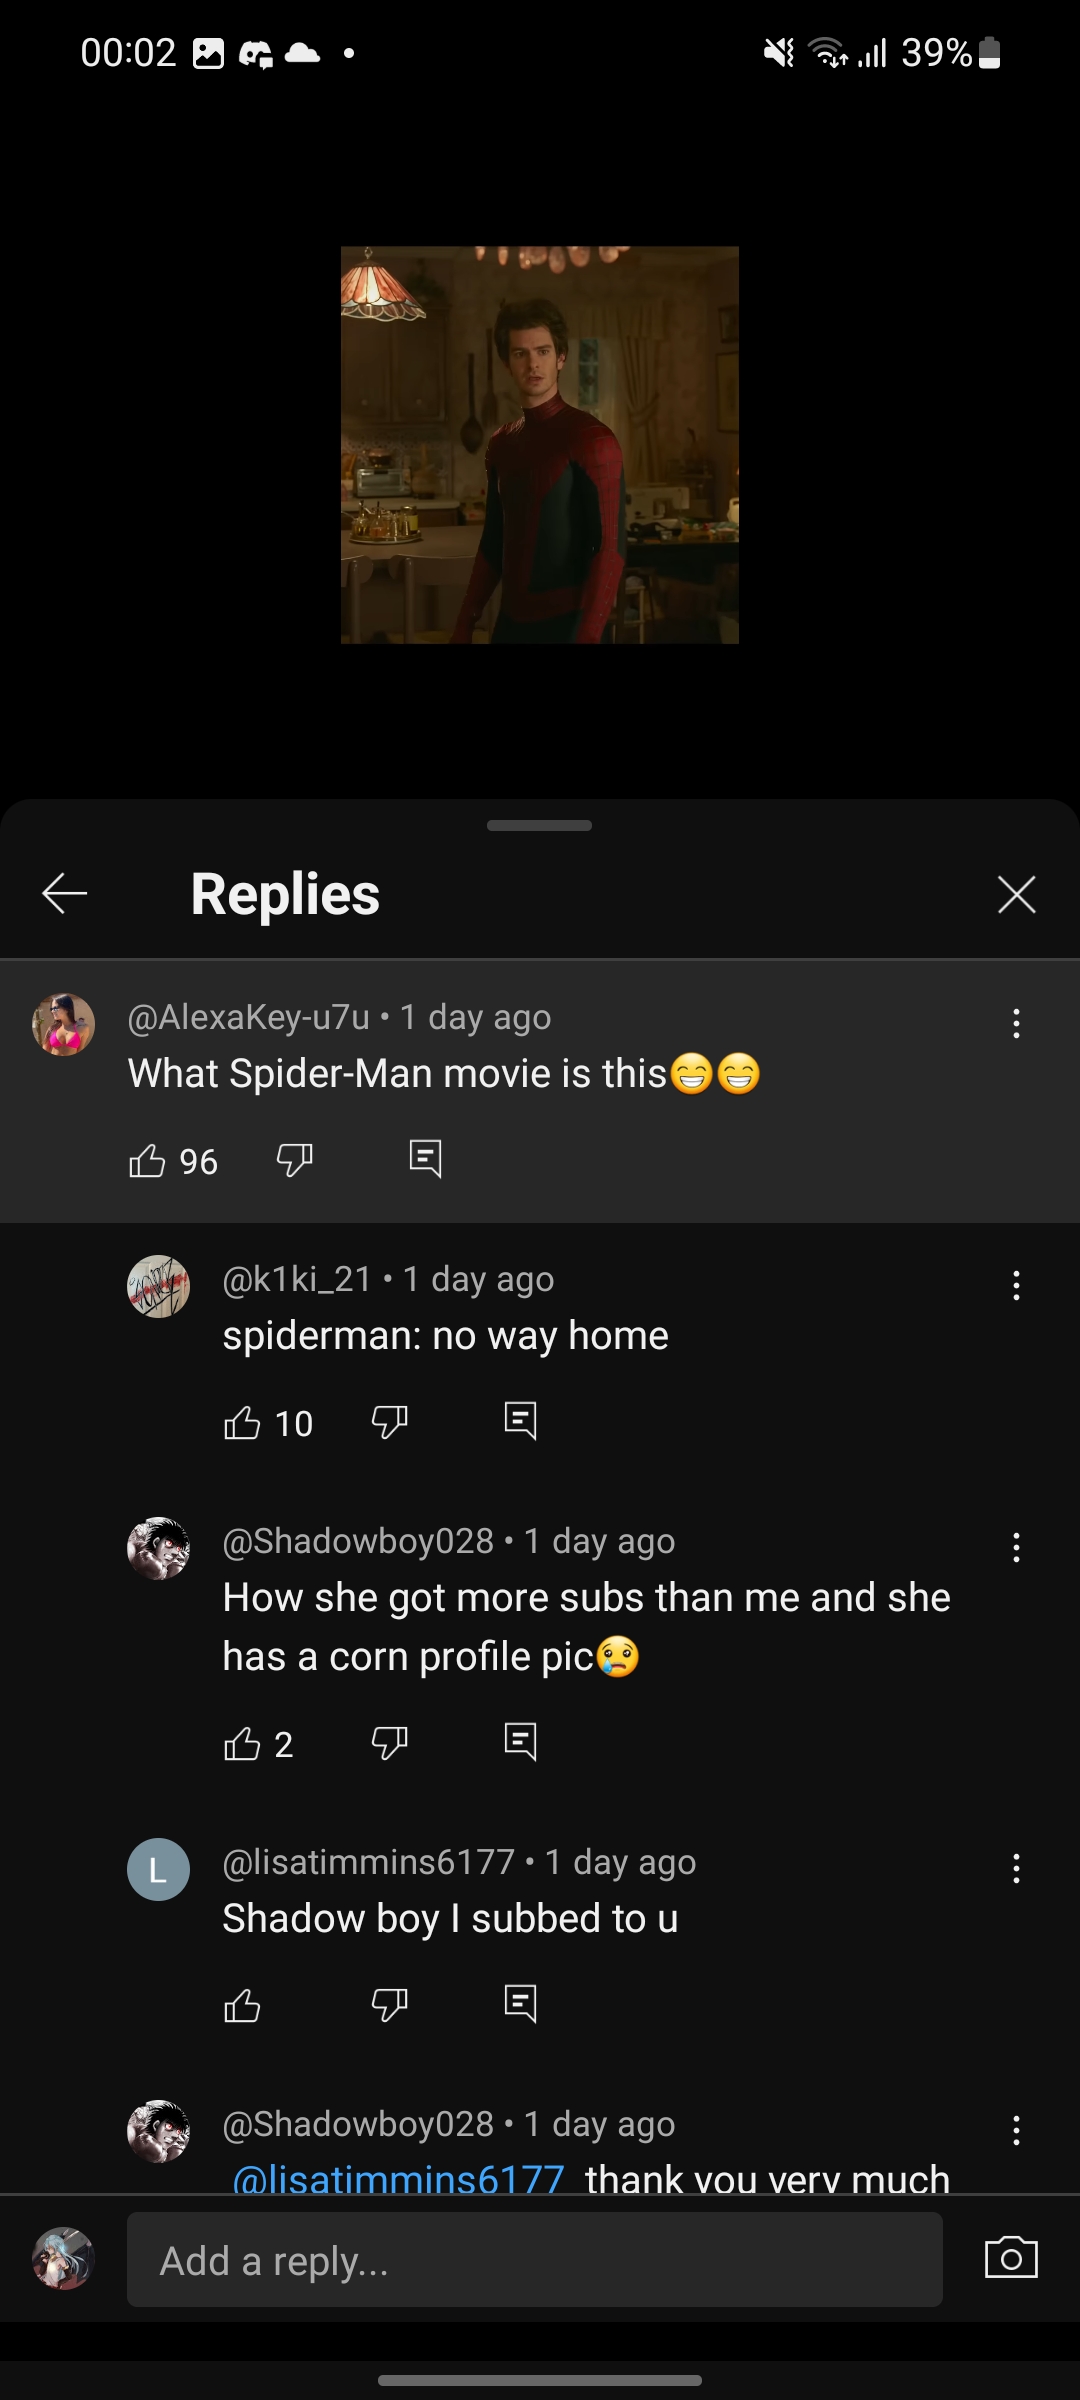 00:02
39%
Replies
@AlexaKey-u7u • 1 day ago
What Spider-Man movie is this😁😁
96
@k1ki_21 • 1 day ago
spiderman: no way home
10
@Shadowboy028 • 1 day ago
How she got more subs than me and she
has a corn profile pic😢
2
L
@lisatimmins6177 • 1 day ago
Shadow boy I subbed to u
@Shadowboy028 • 1 day ago
@lisatimmins6177 thank you very much
Add a reply...